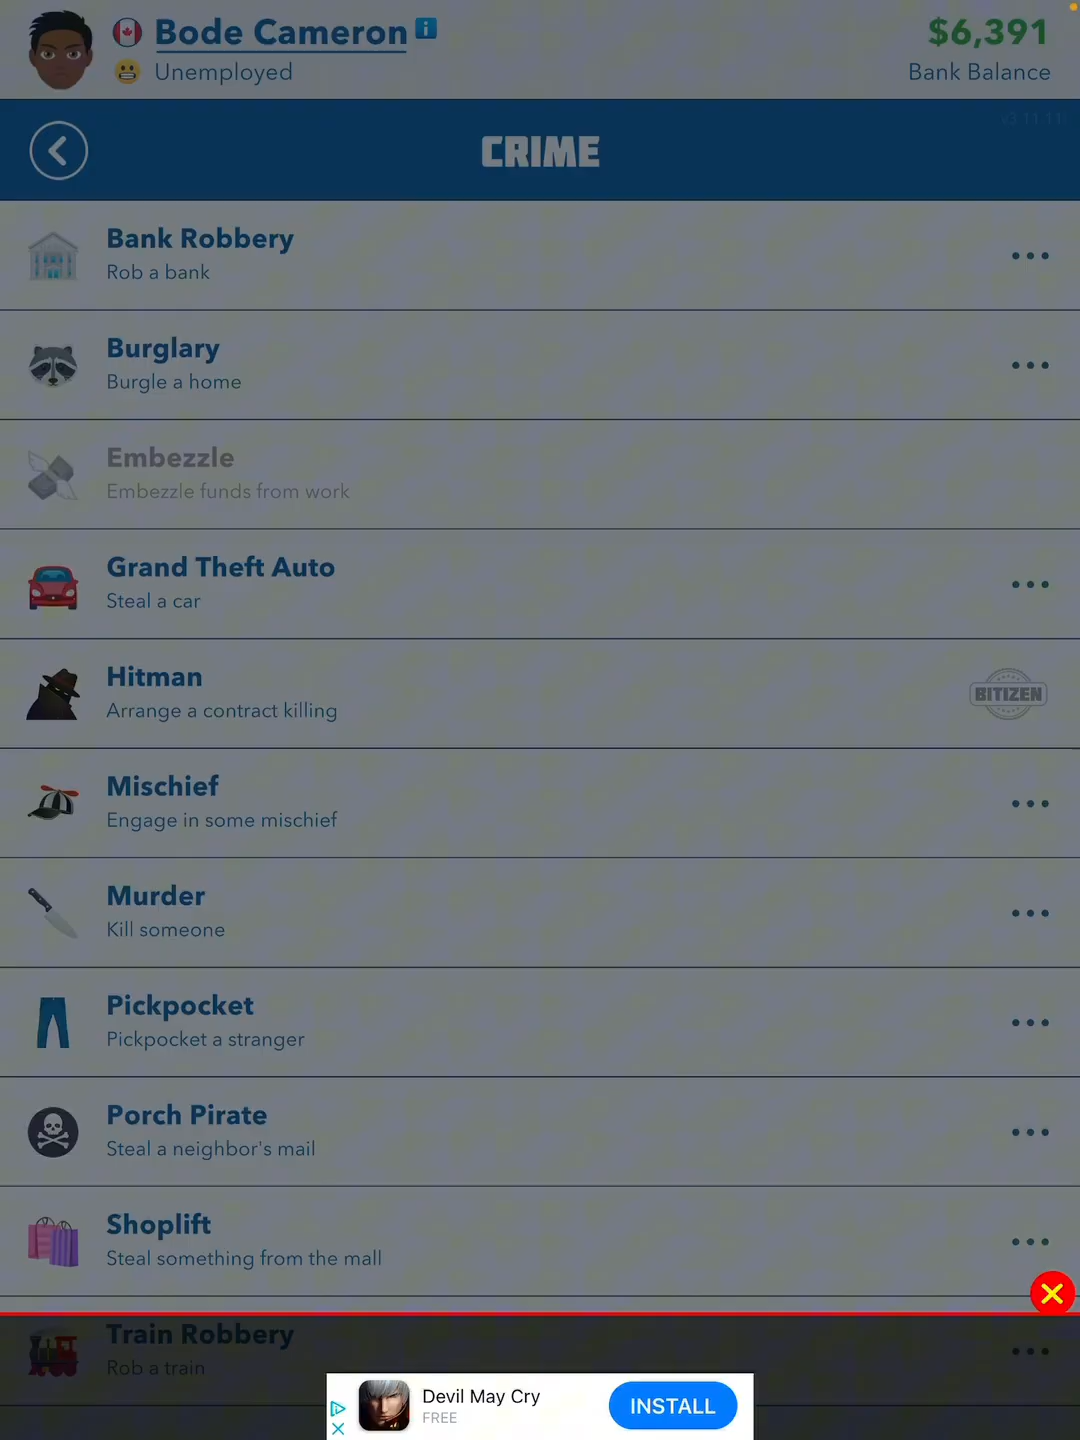 Bode Cameron
Unemployed
$6,391
Bank Balance
v3.11.11
CRIME
Bank Robbery
Rob a bank
Burglary
Burgle a home
Embezzle
Embezzle funds from work
Grand Theft Auto
Steal a car
Hitman
Arrange a contract killing
BITIZEN
Mischief
Engage in some mischief
Murder
Kill someone
Pickpocket
Pickpocket a stranger
Porch Pirate
Steal a neighbor's mail
Shoplift
Steal something from the mall
Train Robbery
Rob a train
Devil May Cry
FREE
INSTALL